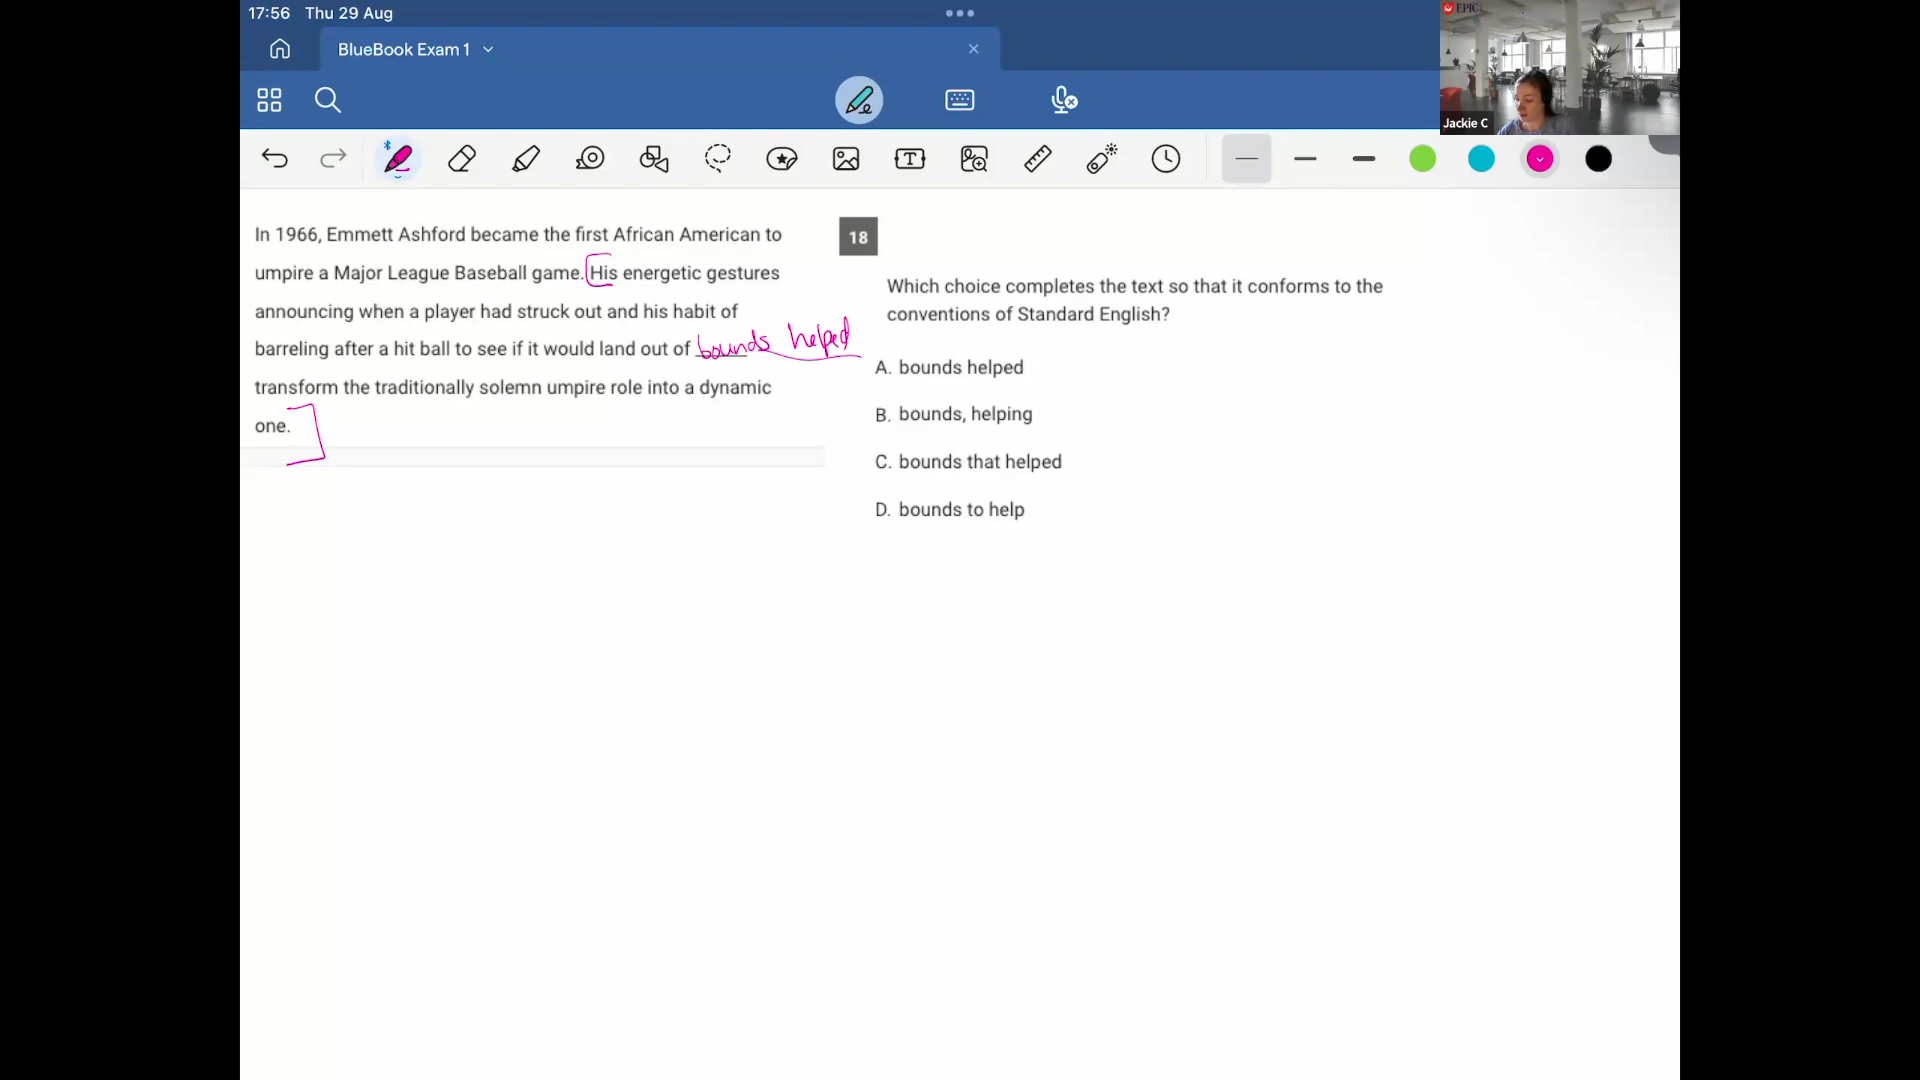 17:56 Thu 29 Aug
BlueBook Exam 1
EPIC
Jackie C
In 1966, Emmett Ashford became the first African American to
umpire a Major League Baseball game. His energetic gestures
announcing when a player had struck out and his habit of
barreling after a hit ball to see if it would land out of bounds helped
transform the traditionally solemn umpire role into a dynamic
one.
18
Which choice completes the text so that it conforms to the
conventions of Standard English?
A. bounds helped
B. bounds, helping
C. bounds that helped
D. bounds to help